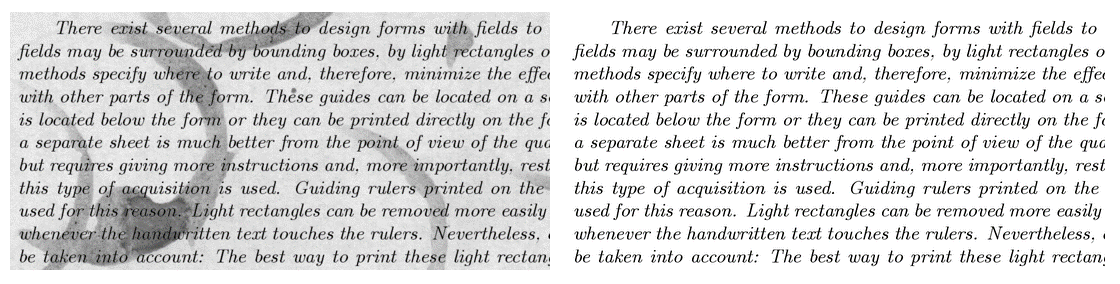 There exist several methods to design forms with fields to
fields may be surrounded by bounding boxes, by light rectangles o
methods specify where to write and, therefore, minimize the effec
with other parts of the form. These guides can be located on a s
is located below the form or they can be printed directly on the fo
a separate sheet is much better from the point of view of the qua
but requires giving more instructions and, more importantly, rest
this type of acquisition is used. Guiding rulers printed on the
used for this reason. Light rectangles can be removed more easily
whenever the handwritten text touches the rulers. Nevertheless,
be taken into account: The best way to print these light rectang
There exist several methods to design forms with fields to
fields may be surrounded by bounding boxes, by light rectangles o
methods specify where to write and, therefore, minimize the effec
with other parts of the form. These guides can be located on a s
is located below the form or they can be printed directly on the fo
a separate sheet is much better from the point of view of the qua
but requires giving more instructions and, more importantly, rest
this type of acquisition is used. Guiding rulers printed on the
used for this reason. Light rectangles can be removed more easily
whenever the handwritten text touches the rulers. Nevertheless,
be taken into account: The best way to print these light rectang